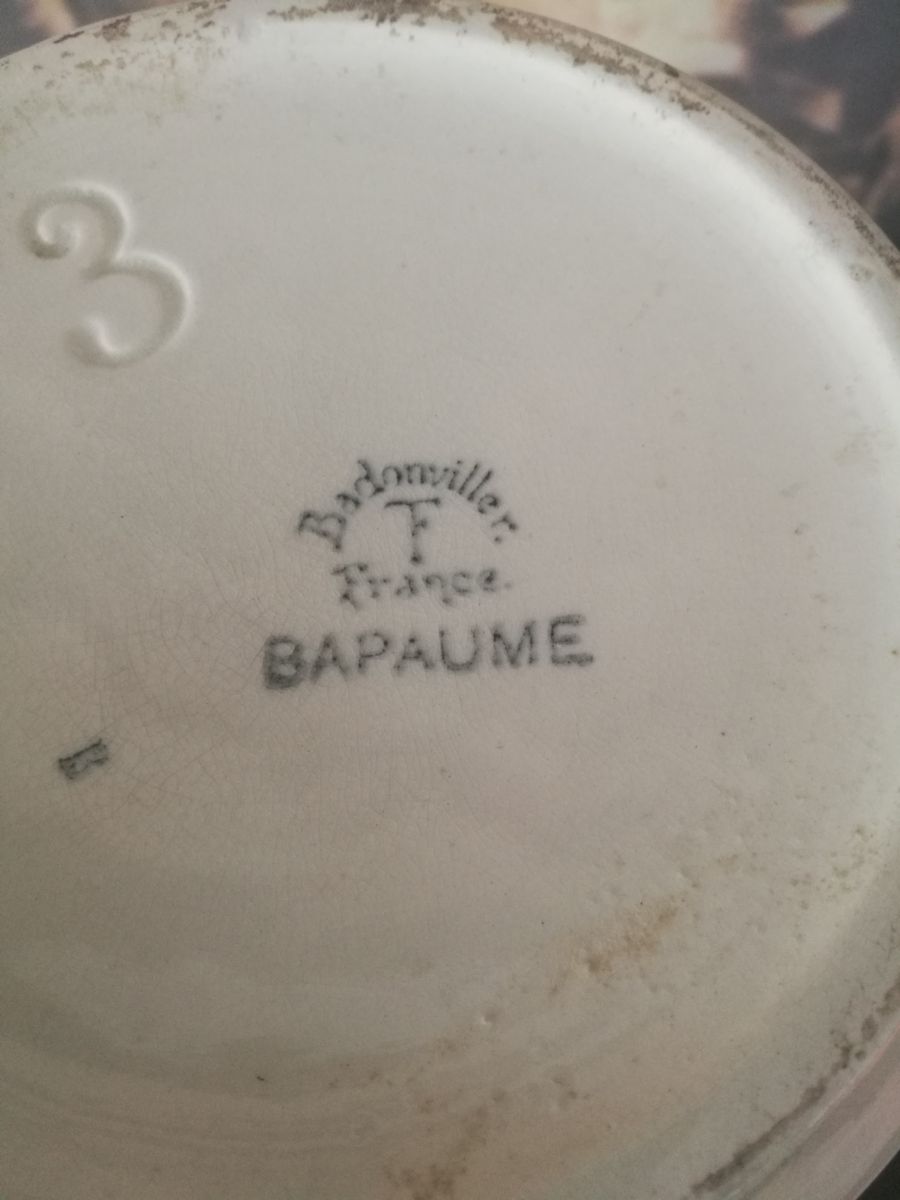 3
Badonviller.
F
France.
BAPAUME